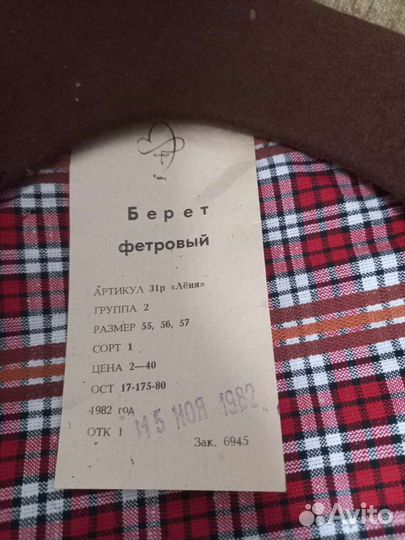 Берет
фетровый
АРТИКУЛ 31р «Лёня»
ГРУППА 2
РАЗМЕР 55, 56, 57
СОРТ 1
ЦЕНА 2—40
ОСТ 17-175-80
1982 год
15 НОЯ 1982
ОТК 1
Зак. 6945
Avito